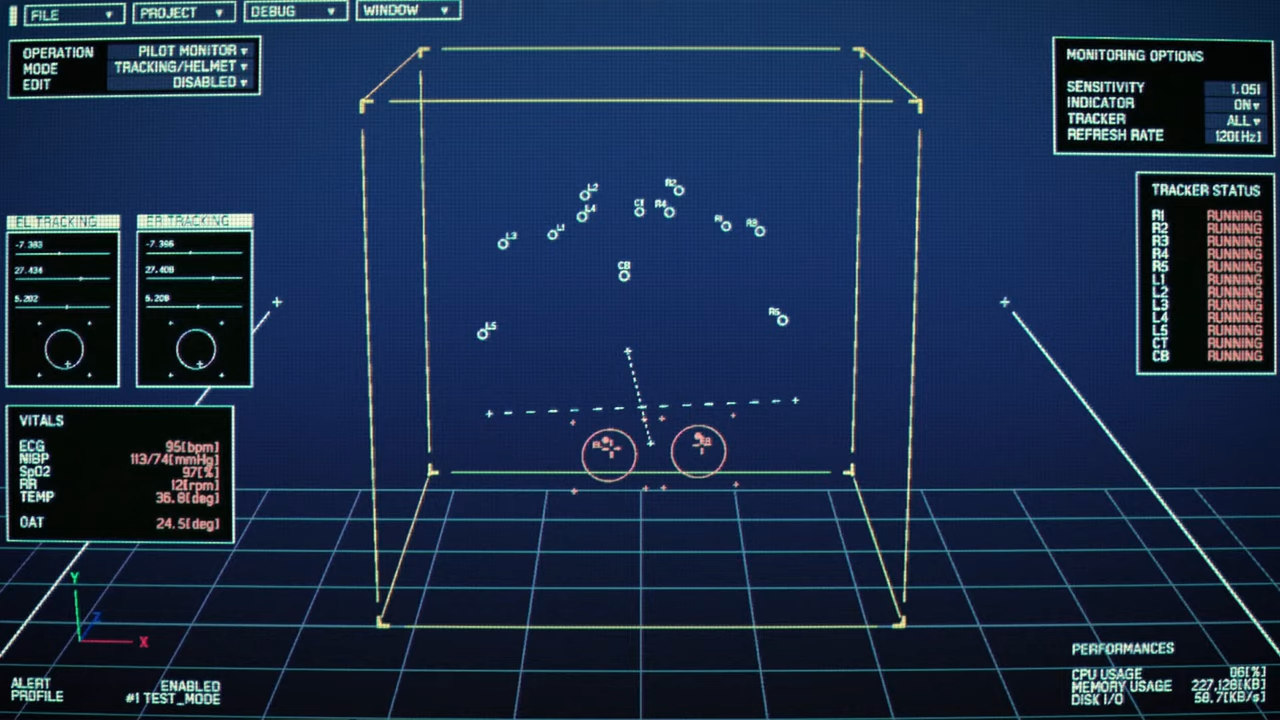 FILE
PROJECT
DEBUG
WINDOW
OPERATION PILOT MONITOR
MODE TRACKING/HELMET
EDIT DISABLED
MONITORING OPTIONS
SENSITIVITY 1.051
INDICATOR ON
TRACKER ALL
REFRESH RATE 120[Hz]
TRACKER STATUS
R1 RUNNING
R2 RUNNING
R3 RUNNING
R4 RUNNING
R5 RUNNING
L1 RUNNING
L2 RUNNING
L3 RUNNING
L4 RUNNING
L5 RUNNING
CT RUNNING
CB RUNNING
L2
R2
L4
CT
R4
L3
L1
R1
R3
CB
L5
R5
EL
ER
EL TRACKING
-7.383
27.434
5.202
ER TRACKING
-7.366
27.408
5.208
VITALS
ECG 95[bpm]
NIBP 113/74[mmHg]
SpO2 97[%]
RR 12[rpm]
TEMP 36.8[deg]
OAT 24.5[deg]
Y
Z
X
ALERT ENABLED
PROFILE #1 TEST_MODE
PERFORMANCES
CPU USAGE 06[%]
MEMORY USAGE 227,128[KB]
DISK I/O 58.7[KB/s]